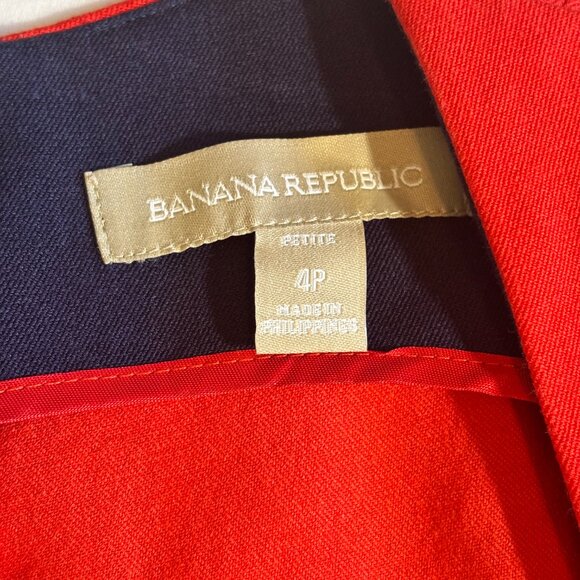 BANANA REPUBLIC
PETITE
4P
MADE IN
PHILIPPINES